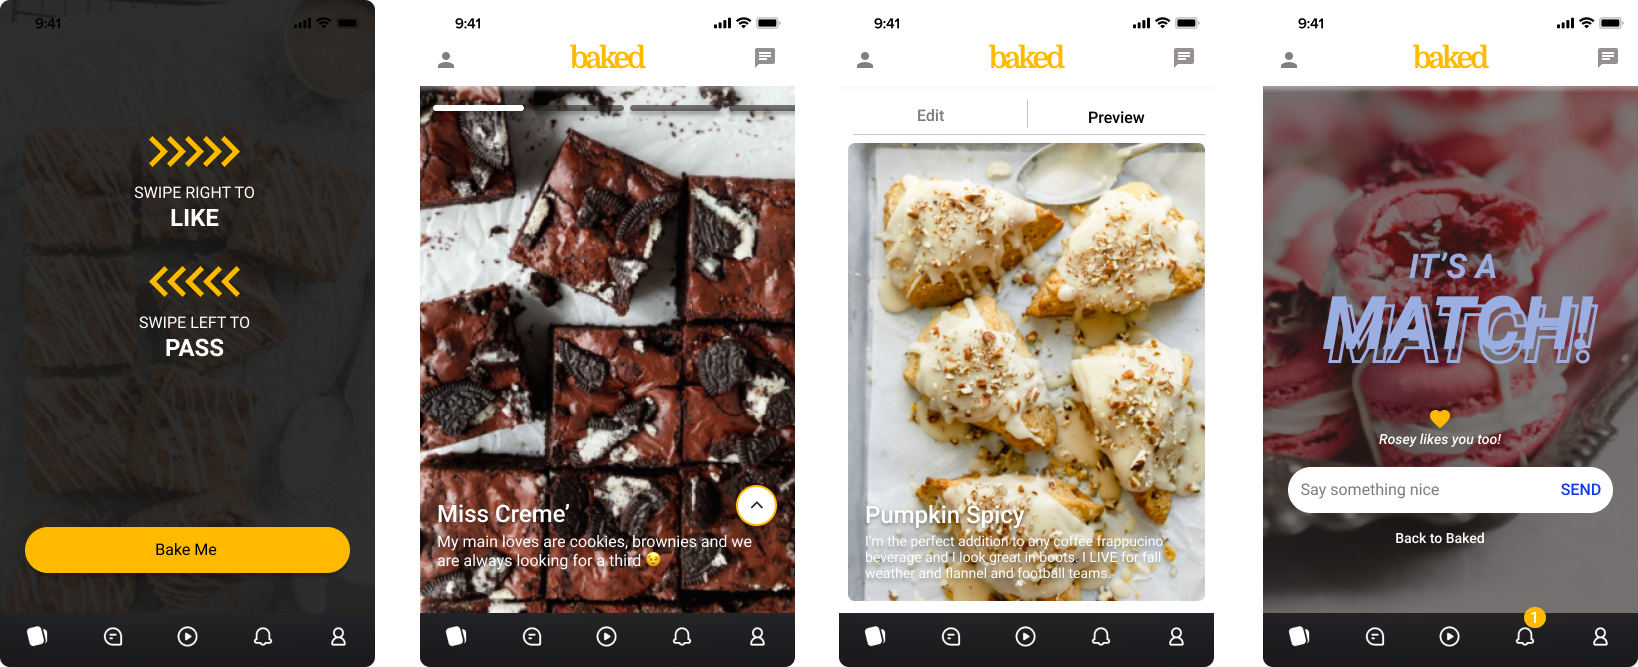 9:41
SWIPE RIGHT TO
LIKE
SWIPE LEFT TO
PASS
Bake Me
9:41
baked
Miss Creme’
My main loves are cookies, brownies and we
are always looking for a third 😉
9:41
baked
Edit
Preview
Pumpkin Spicy
I'm the perfect addition to any coffee frappucino
beverage and I look great in boots. I LIVE for fall
weather and flannel and football teams.
9:41
baked
IT’S A
MATCH!
Rosey likes you too!
Say something nice
SEND
Back to Baked
1